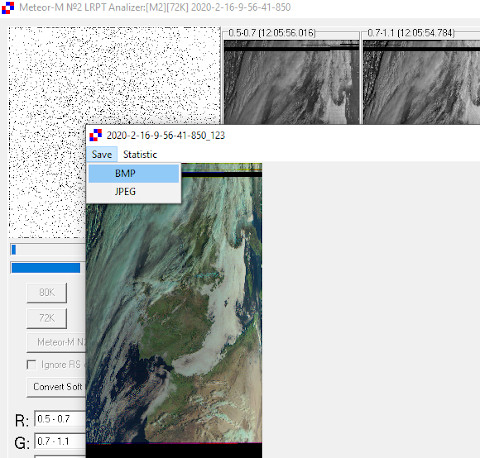 Meteor-M Nº2 LRPT Analizer:[M2][72K] 2020-2-16-9-56-41-850
0.5-0.7 (12:05:56.016)
0.7-1.1 (12:05:54.784)
2020-2-16-9-56-41-850_123
Save Statistic
BMP
JPEG
80K
72K
Meteor-M
Ignore RS
Convert Soft
R: 0.5 - 0.7
G: 0.7 - 1.1